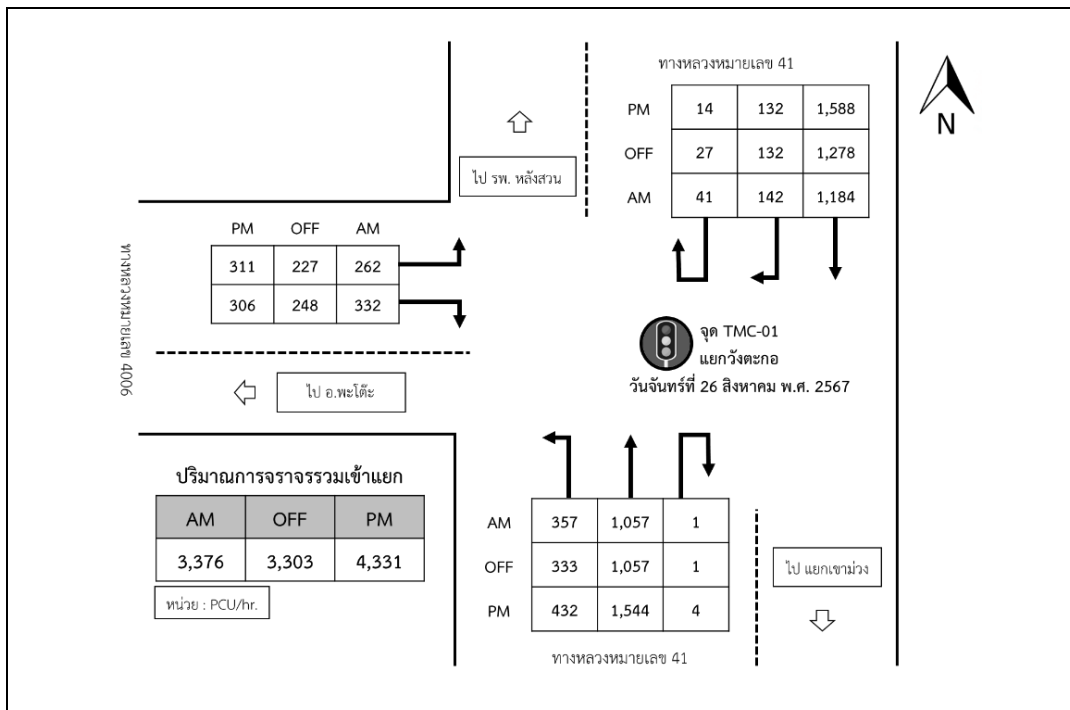 ทางหลวงหมายเลข 41
PM 14 132 1,588
OFF 27 132 1,278
AM 41 142 1,184
N
ไป รพ. หลังสวน
PM OFF AM
311 227 262
306 248 332
ทางหลวงหมายเลข 4006
จุด TMC-01
แยกวังตะกอ
วันจันทร์ที่ 26 สิงหาคม พ.ศ. 2567
ไป อ.พะโต๊ะ
ปริมาณการจราจรรวมเข้าแยก
AM OFF PM
3,376 3,303 4,331
หน่วย : PCU/hr.
AM 357 1,057 1
OFF 333 1,057 1
PM 432 1,544 4
ไป แยกเขาม่วง
ทางหลวงหมายเลข 41